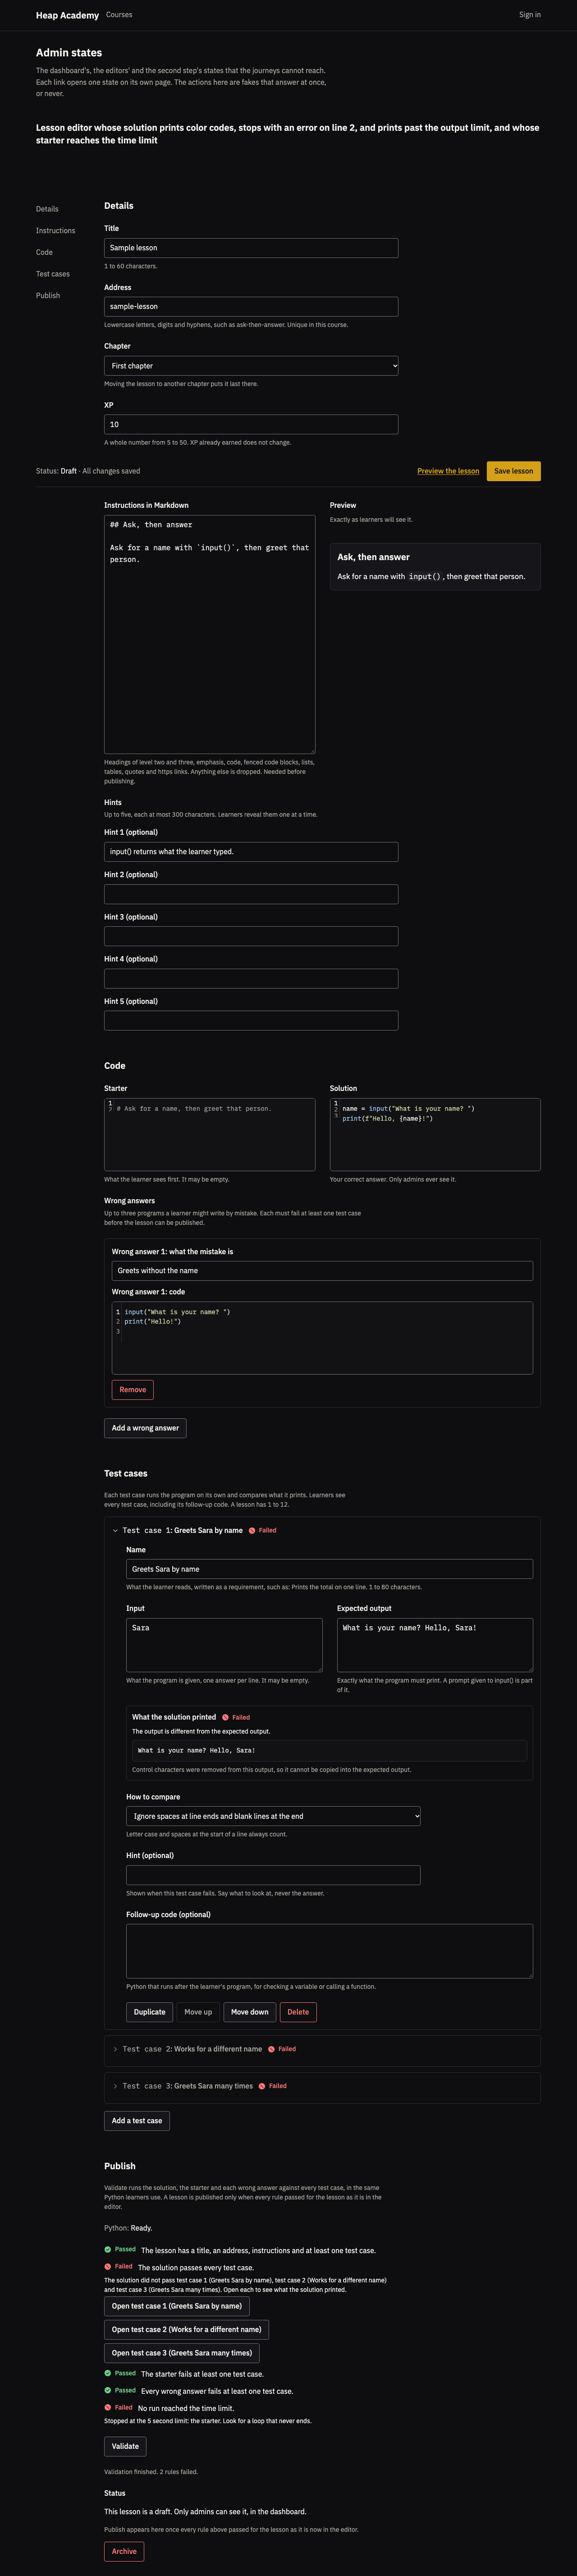 Heap Academy
Courses
Sign in
Admin states
The dashboard's, the editors' and the second step's states that the journeys cannot reach.
Each link opens one state on its own page. The actions here are fakes that answer at once,
or never.
Lesson editor whose solution prints color codes, stops with an error on line 2, and prints past the output limit, and whose
starter reaches the time limit
Details
Instructions
Code
Test cases
Publish
Details
Title
Sample lesson
1 to 60 characters.
Address
sample-lesson
Lowercase letters, digits and hyphens, such as ask-then-answer. Unique in this course.
Chapter
First chapter
Moving the lesson to another chapter puts it last there.
XP
10
A whole number from 5 to 50. XP already earned does not change.
Status: Draft · All changes saved
Preview the lesson
Save lesson
Instructions in Markdown
## Ask, then answer
Ask for a name with `input()`, then greet that
person.
Headings of level two and three, emphasis, code, fenced code blocks, lists,
tables, quotes and https links. Anything else is dropped. Needed before
publishing.
Preview
Exactly as learners will see it.
Ask, then answer
Ask for a name with input(), then greet that person.
Hints
Up to five, each at most 300 characters. Learners reveal them one at a time.
Hint 1 (optional)
input() returns what the learner typed.
Hint 2 (optional)
Hint 3 (optional)
Hint 4 (optional)
Hint 5 (optional)
Code
Starter
1
2
# Ask for a name, then greet that person.
What the learner sees first. It may be empty.
Solution
1
2
3
name = input("What is your name? ")
print(f"Hello, {name}!")
Your correct answer. Only admins ever see it.
Wrong answers
Up to three programs a learner might write by mistake. Each must fail at least one test case
before the lesson can be published.
Wrong answer 1: what the mistake is
Greets without the name
Wrong answer 1: code
1 input("What is your name? ")
2 print("Hello!")
3
Remove
Add a wrong answer
Test cases
Each test case runs the program on its own and compares what it prints. Learners see
every test case, including its follow-up code. A lesson has 1 to 12.
Test case 1: Greets Sara by name Failed
Name
Greets Sara by name
What the learner reads, written as a requirement, such as: Prints the total on one line. 1 to 80 characters.
Input
Sara
What the program is given, one answer per line. It may be empty.
Expected output
What is your name? Hello, Sara!
Exactly what the program must print. A prompt given to input() is part
of it.
What the solution printed Failed
The output is different from the expected output.
What is your name? Hello, Sara!
Control characters were removed from this output, so it cannot be copied into the expected output.
How to compare
Ignore spaces at line ends and blank lines at the end
Letter case and spaces at the start of a line always count.
Hint (optional)
Shown when this test case fails. Say what to look at, never the answer.
Follow-up code (optional)
Python that runs after the learner's program, for checking a variable or calling a function.
Duplicate
Move up
Move down
Delete
Test case 2: Works for a different name Failed
Test case 3: Greets Sara many times Failed
Add a test case
Publish
Validate runs the solution, the starter and each wrong answer against every test case, in the same
Python learners use. A lesson is published only when every rule passed for the lesson as it is in the
editor.
Python: Ready.
Passed The lesson has a title, an address, instructions and at least one test case.
Failed The solution passes every test case.
The solution did not pass test case 1 (Greets Sara by name), test case 2 (Works for a different name)
and test case 3 (Greets Sara many times). Open each to see what the solution printed.
Open test case 1 (Greets Sara by name)
Open test case 2 (Works for a different name)
Open test case 3 (Greets Sara many times)
Passed The starter fails at least one test case.
Passed Every wrong answer fails at least one test case.
Failed No run reached the time limit.
Stopped at the 5 second limit: the starter. Look for a loop that never ends.
Validate
Validation finished. 2 rules failed.
Status
This lesson is a draft. Only admins can see it, in the dashboard.
Publish appears here once every rule above passed for the lesson as it is now in the editor.
Archive